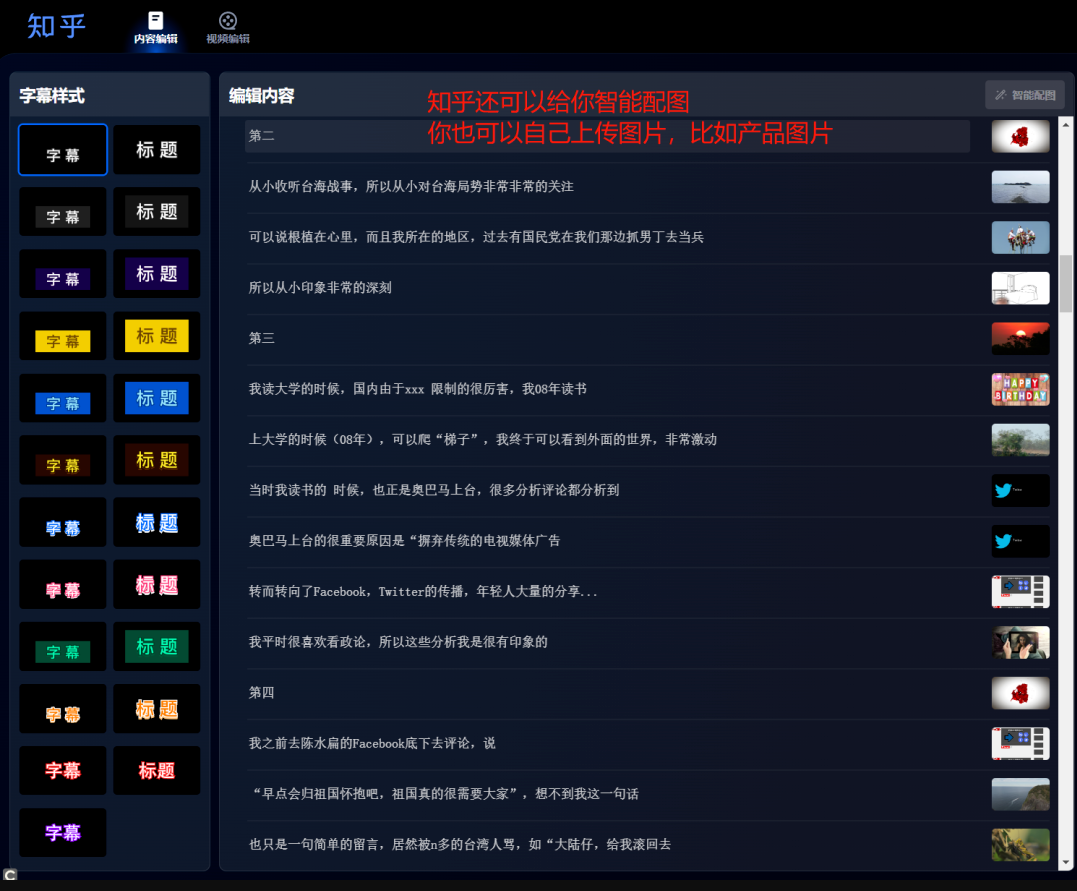 知乎
内容编辑
视频编辑
字幕样式
编辑内容
智能配图
知乎还可以给你智能配图
你也可以自己上传图片，比如产品图片
字幕
标题
字幕
标题
字幕
标题
字幕
标题
字幕
标题
字幕
标题
字幕
标题
字幕
标题
字幕
标题
字幕
标题
字幕
标题
字幕
第二
从小收听台海战事，所以从小对台海局势非常非常的关注
可以说根植在心里，而且我所在的地区，过去有国民党在我们那边抓男丁去当兵
所以从小印象非常的深刻
第三
我读大学的时候，国内由于xxx 限制的很厉害，我08年读书
HAPPY
BIRTHDAY
上大学的时候（08年），可以爬“梯子”，我终于可以看到外面的世界，非常激动
当时我读书的 时候，也正是奥巴马上台，很多分析评论都分析到
奥巴马上台的很重要原因是“摒弃传统的电视媒体广告
转而转向了Facebook，Twitter的传播，年轻人大量的分享...
我平时很喜欢看政论，所以这些分析我是很有印象的
第四
我之前去陈水扁的Facebook底下去评论，说
“早点会归祖国怀抱吧，祖国真的很需要大家”，想不到我这一句话
也只是一句简单的留言，居然被n多的台湾人骂，如“大陆仔，给我滚回去